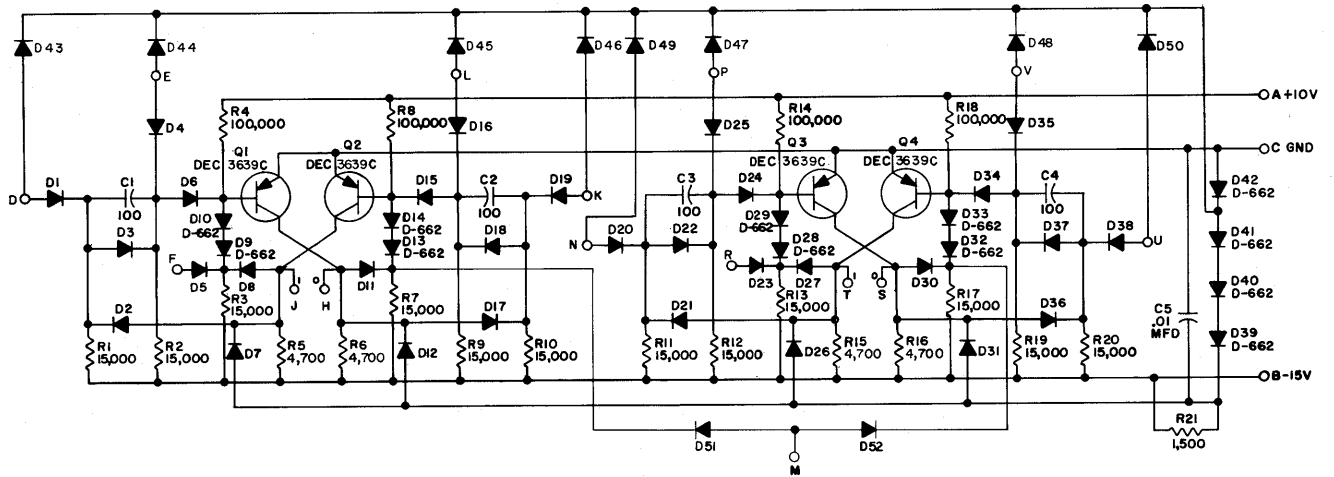 D43
D44
D45
D46
D49
D47
D48
D50
E
L
P
V
A+10V
R4
100,000
R8
100,000
R14
100,000
R18
100,000
D4
D16
D25
D35
Q1
Q2
Q3
Q4
DEC 3639C
DEC 3639C
DEC 3639C
DEC 3639C
C GND
D
D1
C1
100
D6
D15
C2
100
D19
K
C3
100
D24
D34
C4
100
D42
D-662
D10
D-662
D14
D-662
D29
D-662
D33
D-662
D3
D9
D-662
D13
D-662
D18
N
D20
D22
D28
D-662
D32
D-662
D37
D38
U
D41
D-662
F
D5
D8
1
J
0
H
D11
R
D23
D27
1
T
0
S
D30
D40
D-662
R3
15,000
R7
15,000
R13
15,000
R17
15,000
D2
D17
D21
D36
C5
.01
MFD
D39
D-662
R1
15,000
R2
15,000
D7
R5
4,700
R6
4,700
D12
R9
15,000
R10
15,000
R11
15,000
R12
15,000
D26
R15
4,700
R16
4,700
D31
R19
15,000
R20
15,000
B-15V
R21
1,500
D51
D52
M